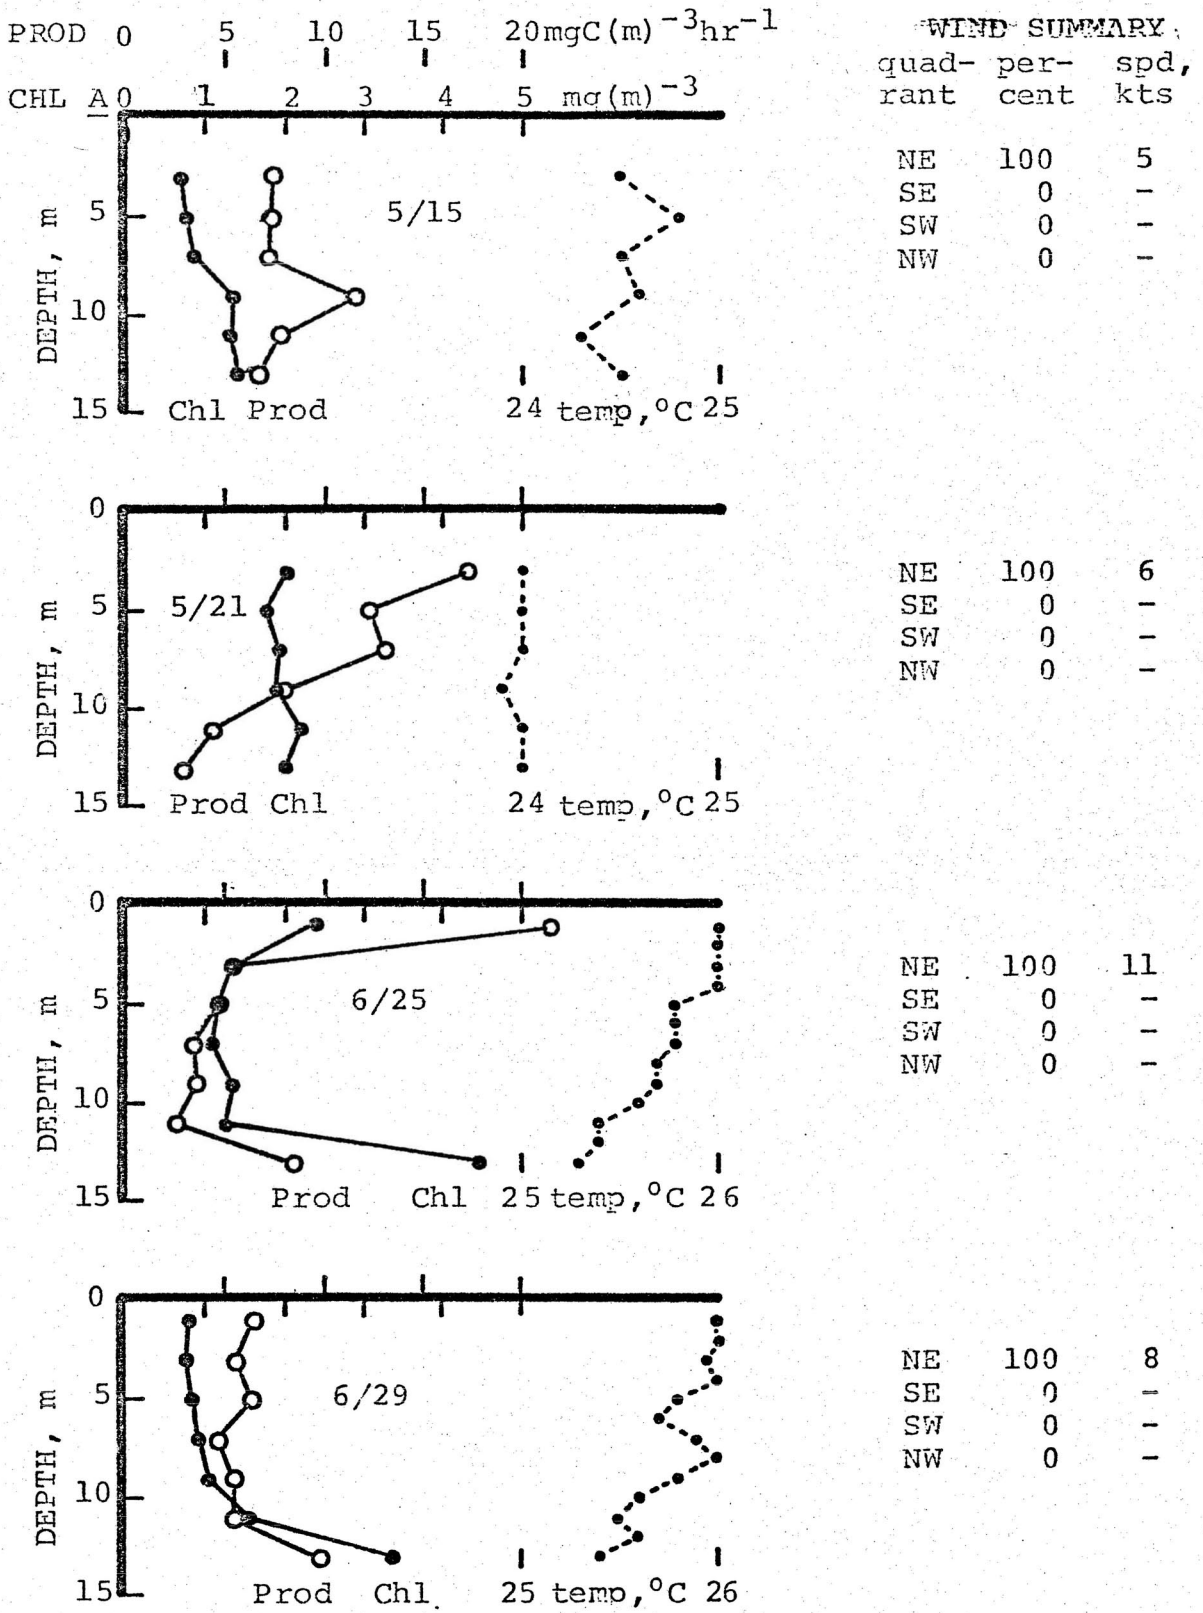 PROD 0 5 10 15 20mgC(m)-3hr-1
CHL A 0 1 2 3 4 5 mg(m)-3
WIND SUMMARY
quad- per- spd,
rant cent kts
NE 100 5
SE 0 -
SW 0 -
NW 0 -
DEPTH, m
5
10
15
5/15
Chl Prod
24 temp,°C 25
0
5
10
15
DEPTH, m
5/21
Prod Chl
24 temp,°C 25
NE 100 6
SE 0 -
SW 0 -
NW 0 -
0
5
10
15
DEPTH, m
6/25
Prod Chl
25 temp,°C 26
NE 100 11
SE 0 -
SW 0 -
NW 0 -
0
5
10
15
DEPTH, m
6/29
Prod Chl
25 temp,°C 26
NE 100 8
SE 0 -
SW 0 -
NW 0 -